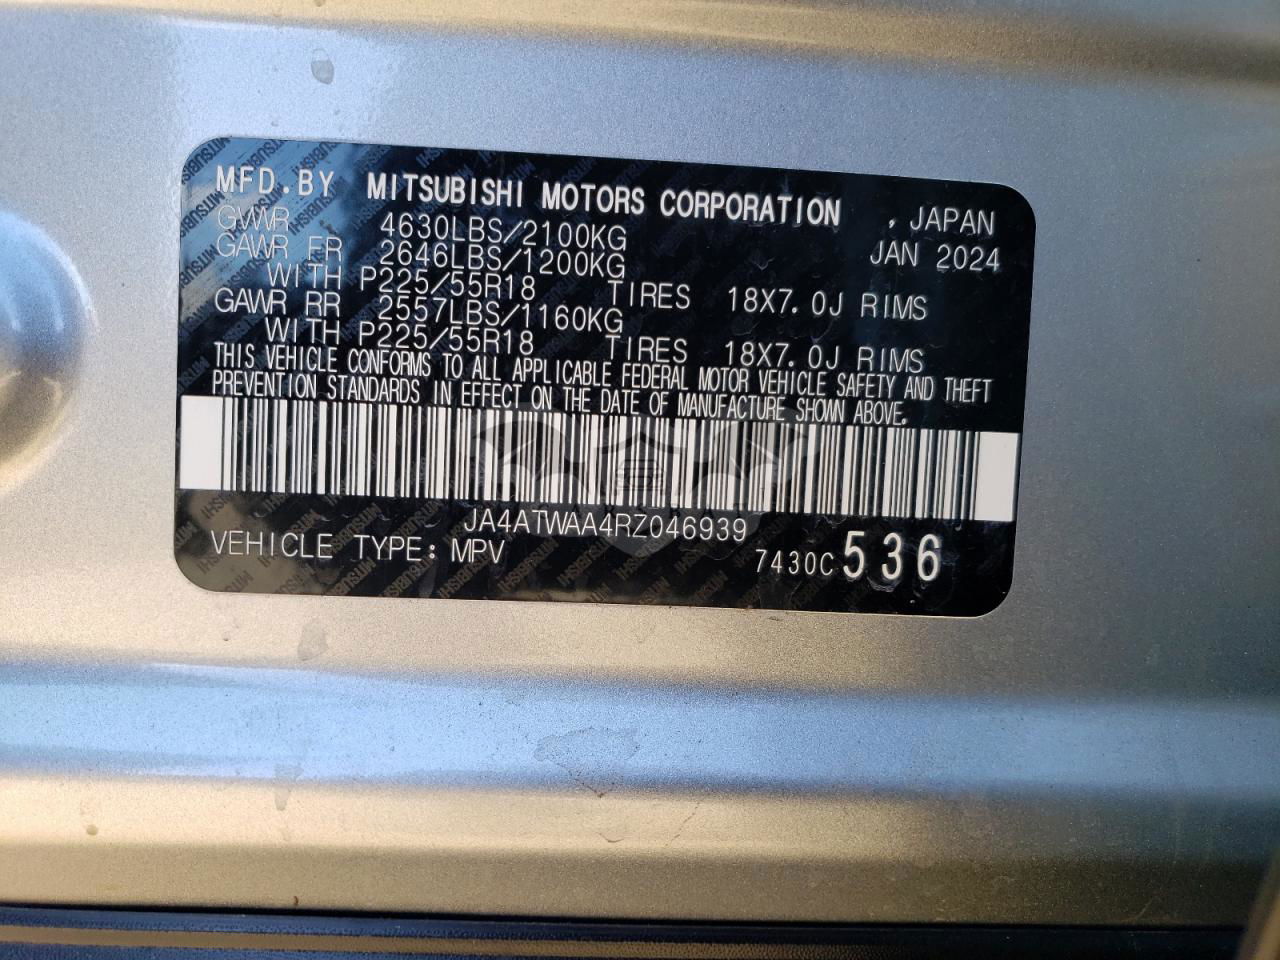 MFD. BY MITSUBISHI MOTORS CORPORATION , JAPAN
GVWR 4630LBS/2100KG JAN 2024
GAWR FR 2646LBS/1200KG
WITH P225/55R18 TIRES 18X7. 0J RIMS
GAWR RR 2557LBS/1160KG
WITH P225/55R18 TIRES 18X7. 0J RIMS
THIS VEHICLE CONFORMS TO ALL APPLICABLE FEDERAL MOTOR VEHICLE SAFETY AND THEFT
PREVENTION STANDARDS IN EFFECT ON THE DATE OF MANUFACTURE SHOWN ABOVE.
JA4ATWAA4RZ046939
VEHICLE TYPE: MPV 7430C 536